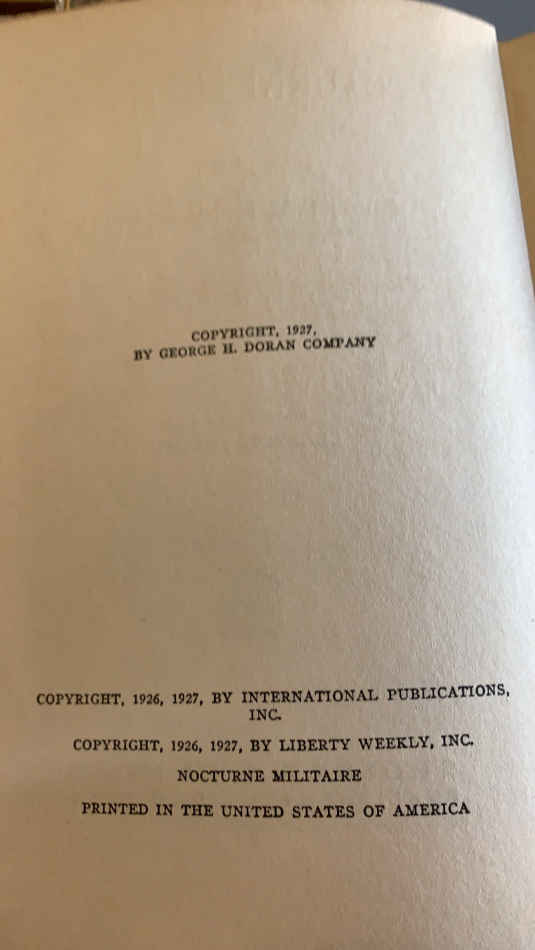 COPYRIGHT, 1927,
BY GEORGE H. DORAN COMPANY
COPYRIGHT, 1926, 1927, BY INTERNATIONAL PUBLICATIONS,
INC.
COPYRIGHT, 1926, 1927, BY LIBERTY WEEKLY, INC.
NOCTURNE MILITAIRE
PRINTED IN THE UNITED STATES OF AMERICA